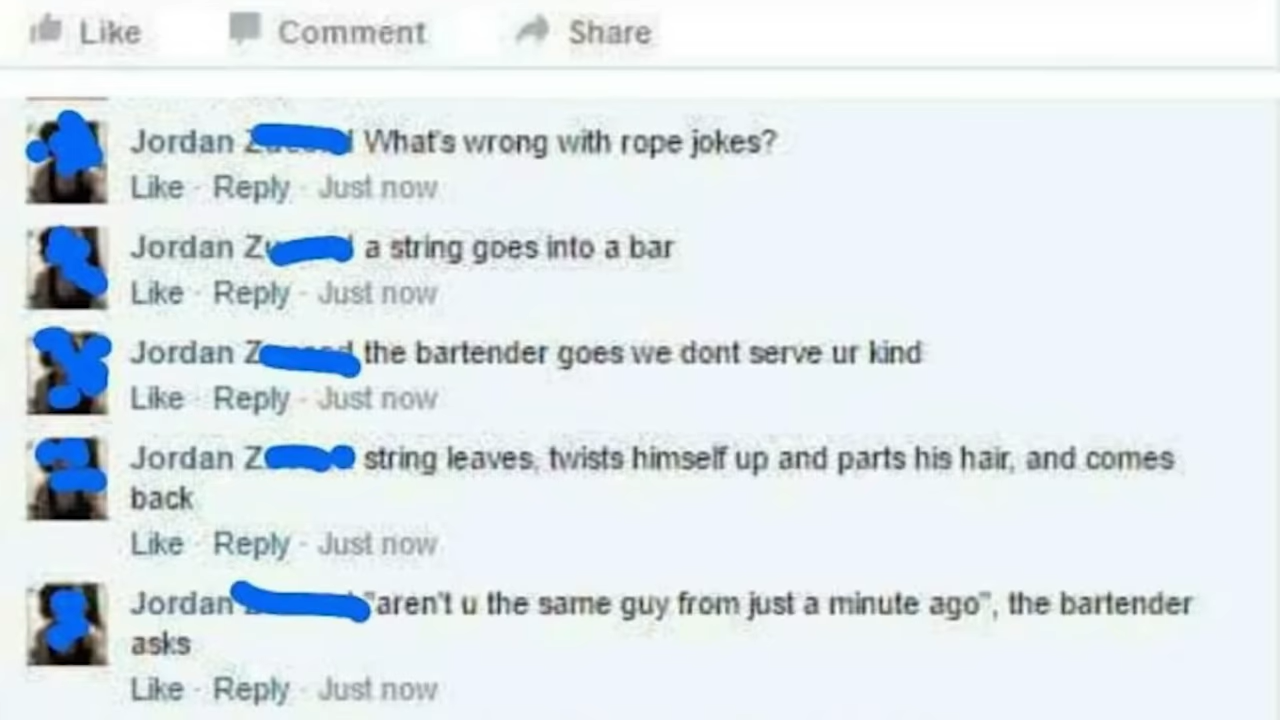 Like Comment Share
Jordan What's wrong with rope jokes?
Like · Reply · Just now
Jordan a string goes into a bar
Like · Reply · Just now
Jordan the bartender goes we dont serve ur kind
Like · Reply · Just now
Jordan string leaves, twists himself up and parts his hair, and comes
back
Like · Reply · Just now
Jordan "aren't u the same guy from just a minute ago", the bartender
asks
Like · Reply · Just now